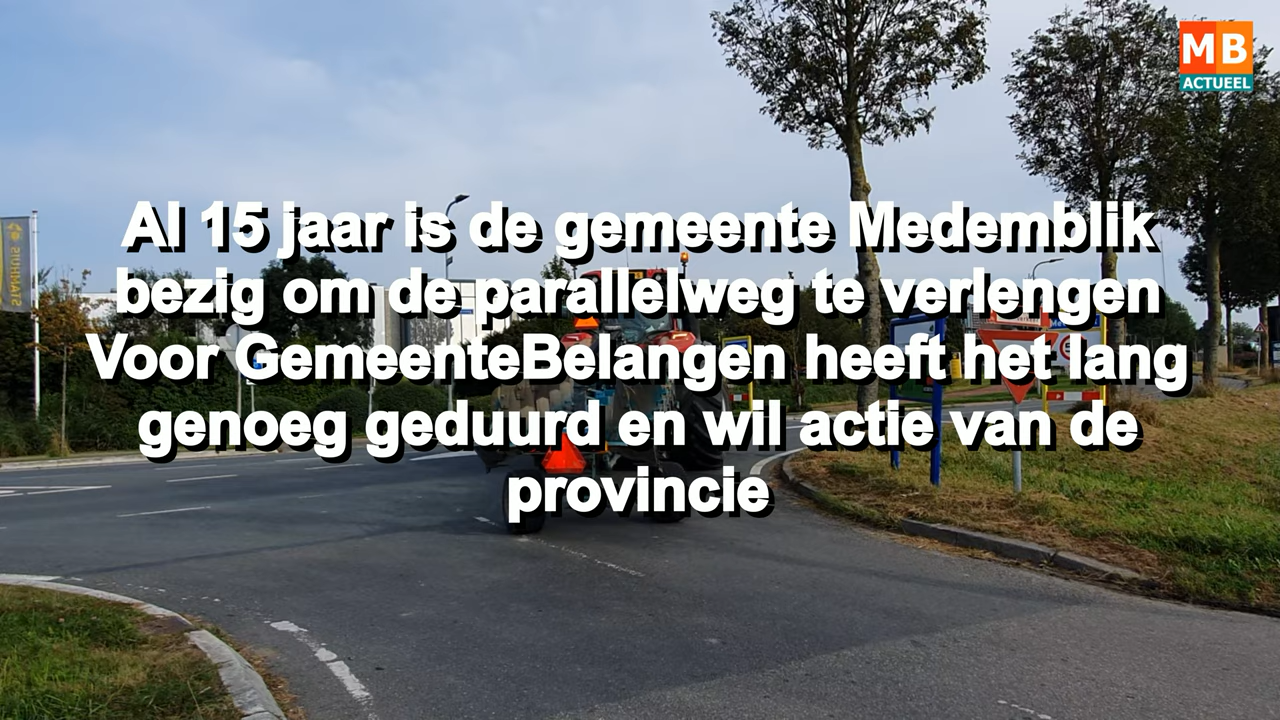 MB
ACTUEEL
Al 15 jaar is de gemeente Medemblik
bezig om de parallelweg te verlengen
Voor GemeenteBelangen heeft het lang
genoeg geduurd en wil actie van de
provincie